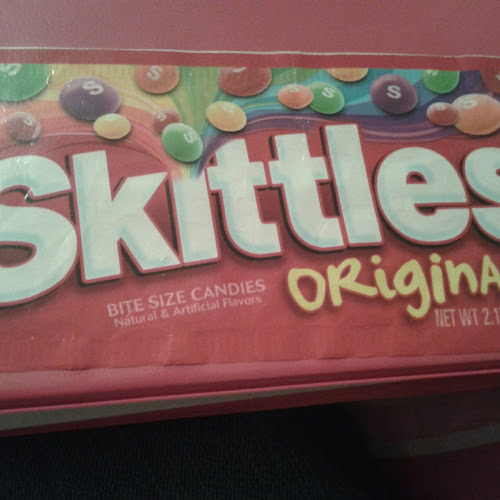 Skittles
ORiginA
BITE SIZE CANDIES
Natural & Artificial Flavors
NET WT 2.1